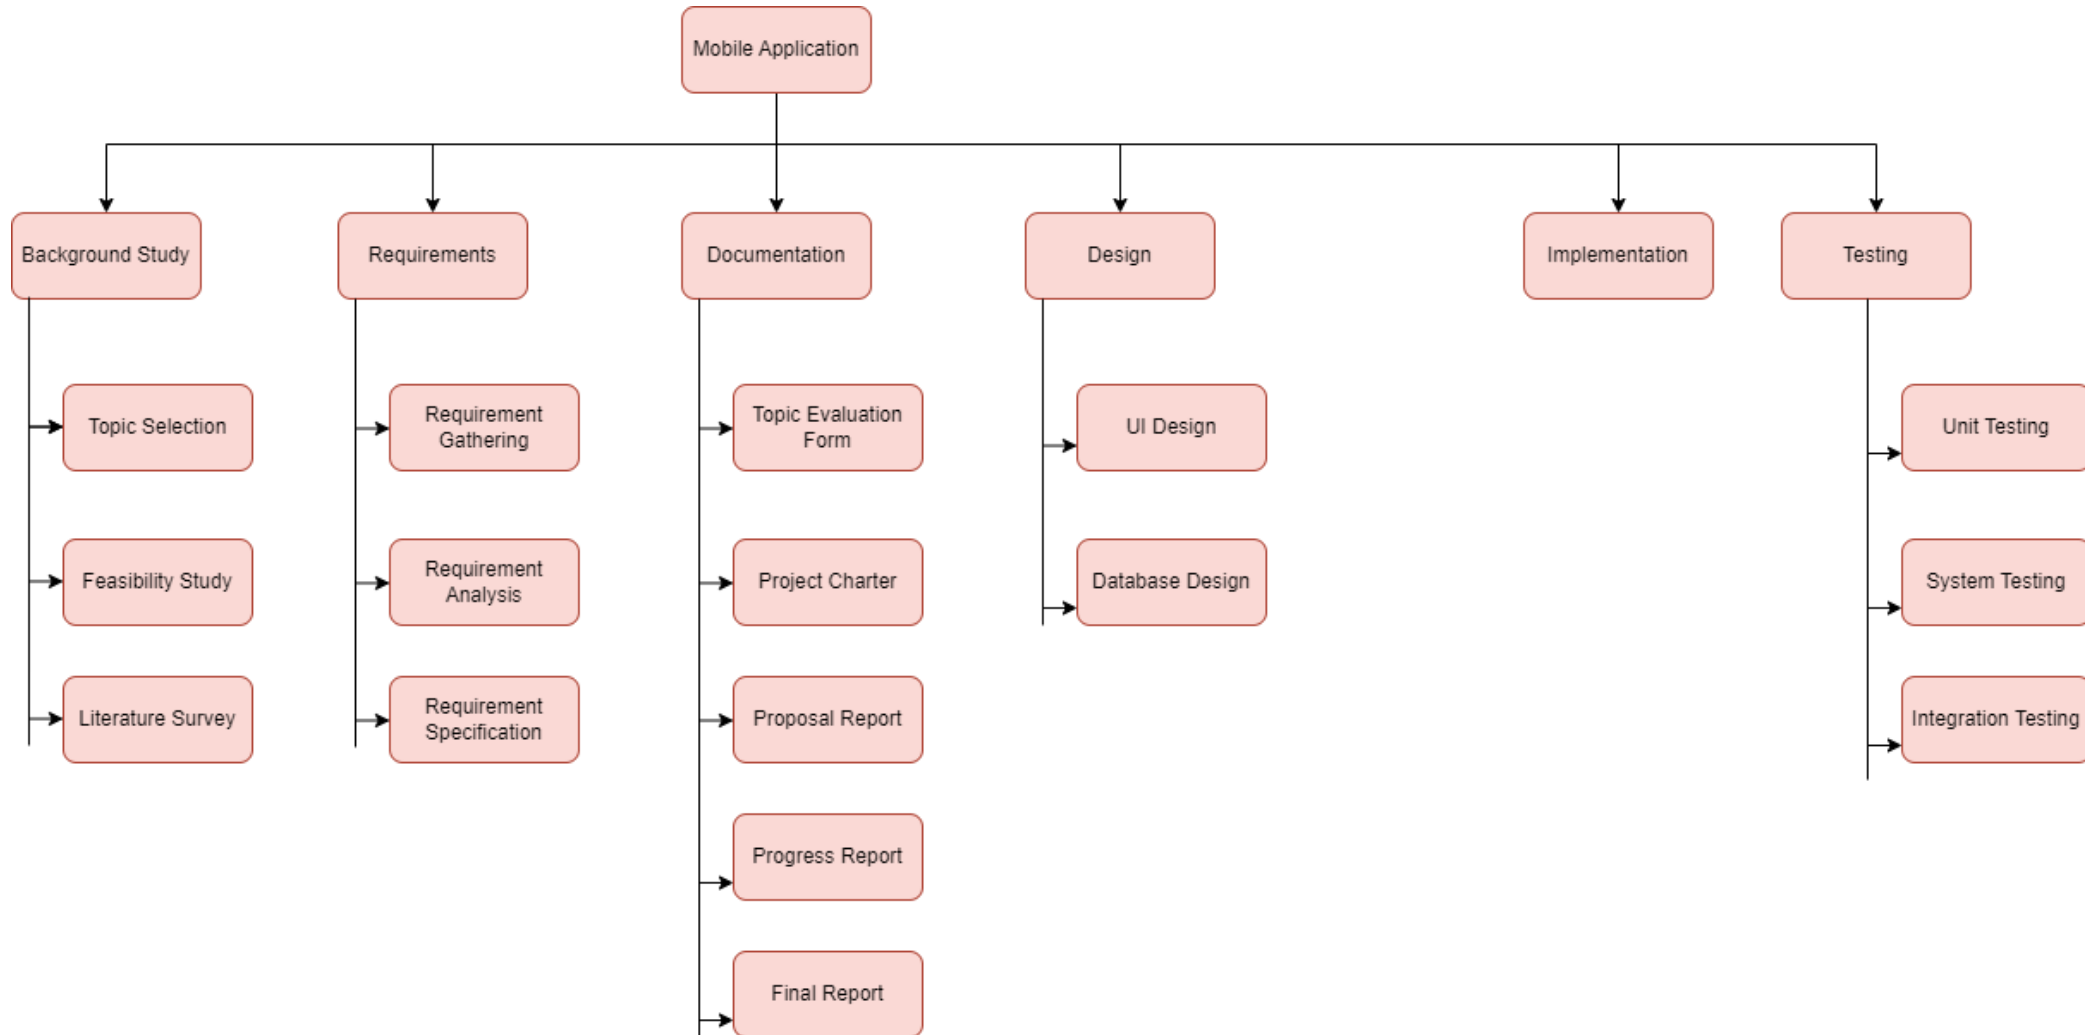 Mobile Application
Background Study
Requirements
Documentation
Design
Implementation
Testing
Topic Selection
Requirement
Gathering
Topic Evaluation
Form
UI Design
Unit Testing
Feasibility Study
Requirement
Analysis
Project Charter
Database Design
System Testing
Literature Survey
Requirement
Specification
Proposal Report
Integration Testing
Progress Report
Final Report